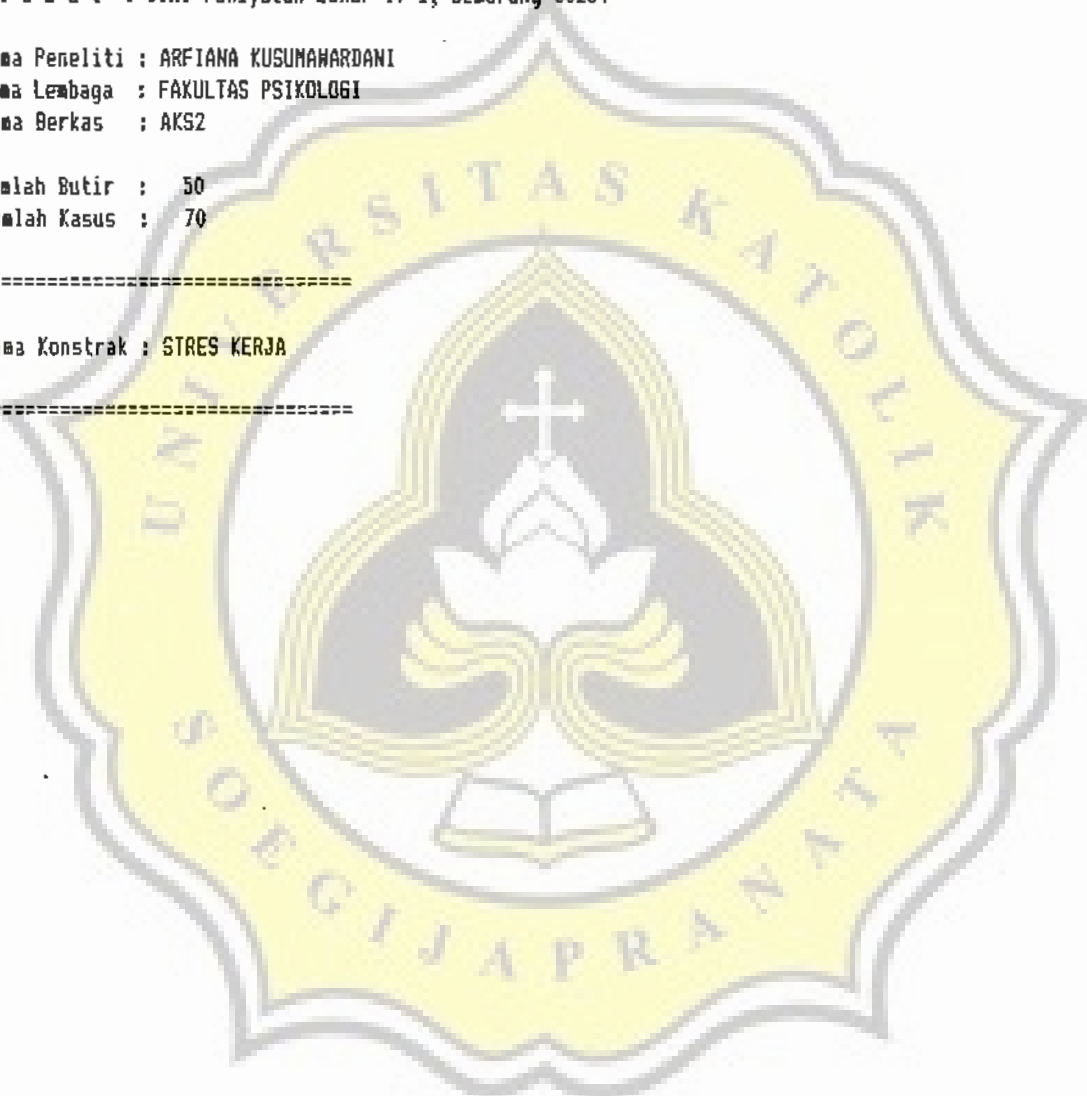 ma Peneliti : ARFIANA KUSUMAWARDANI
ma Lembaga : FAKULTAS PSIKOLOGI
ma Berkas : AKS2
mlah Butir : 50
mlah Kasus : 70
==============================
ma Konstrak : STRES KERJA
==============================
UNIVERSITAS KATOLIK
SOEGIJAPRANATA